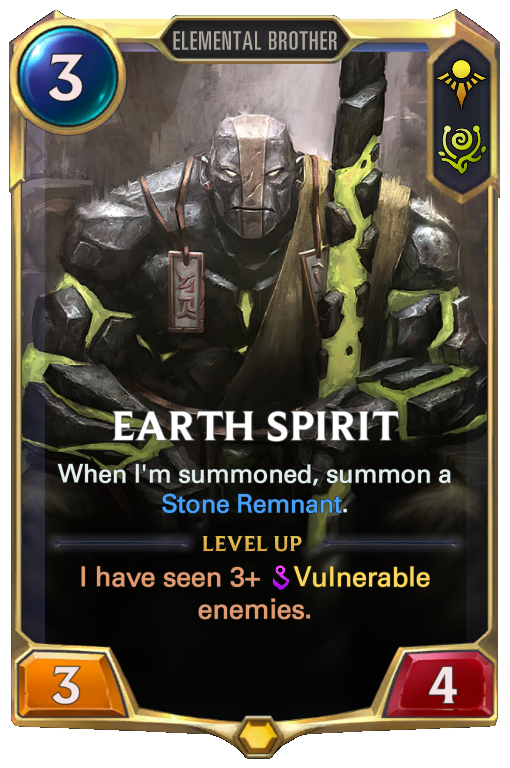 ELEMENTAL BROTHER
3
EARTH SPIRIT
When I'm summoned, summon a
Stone Remnant.
LEVEL UP
I have seen 3+ Vulnerable
enemies.
3
4